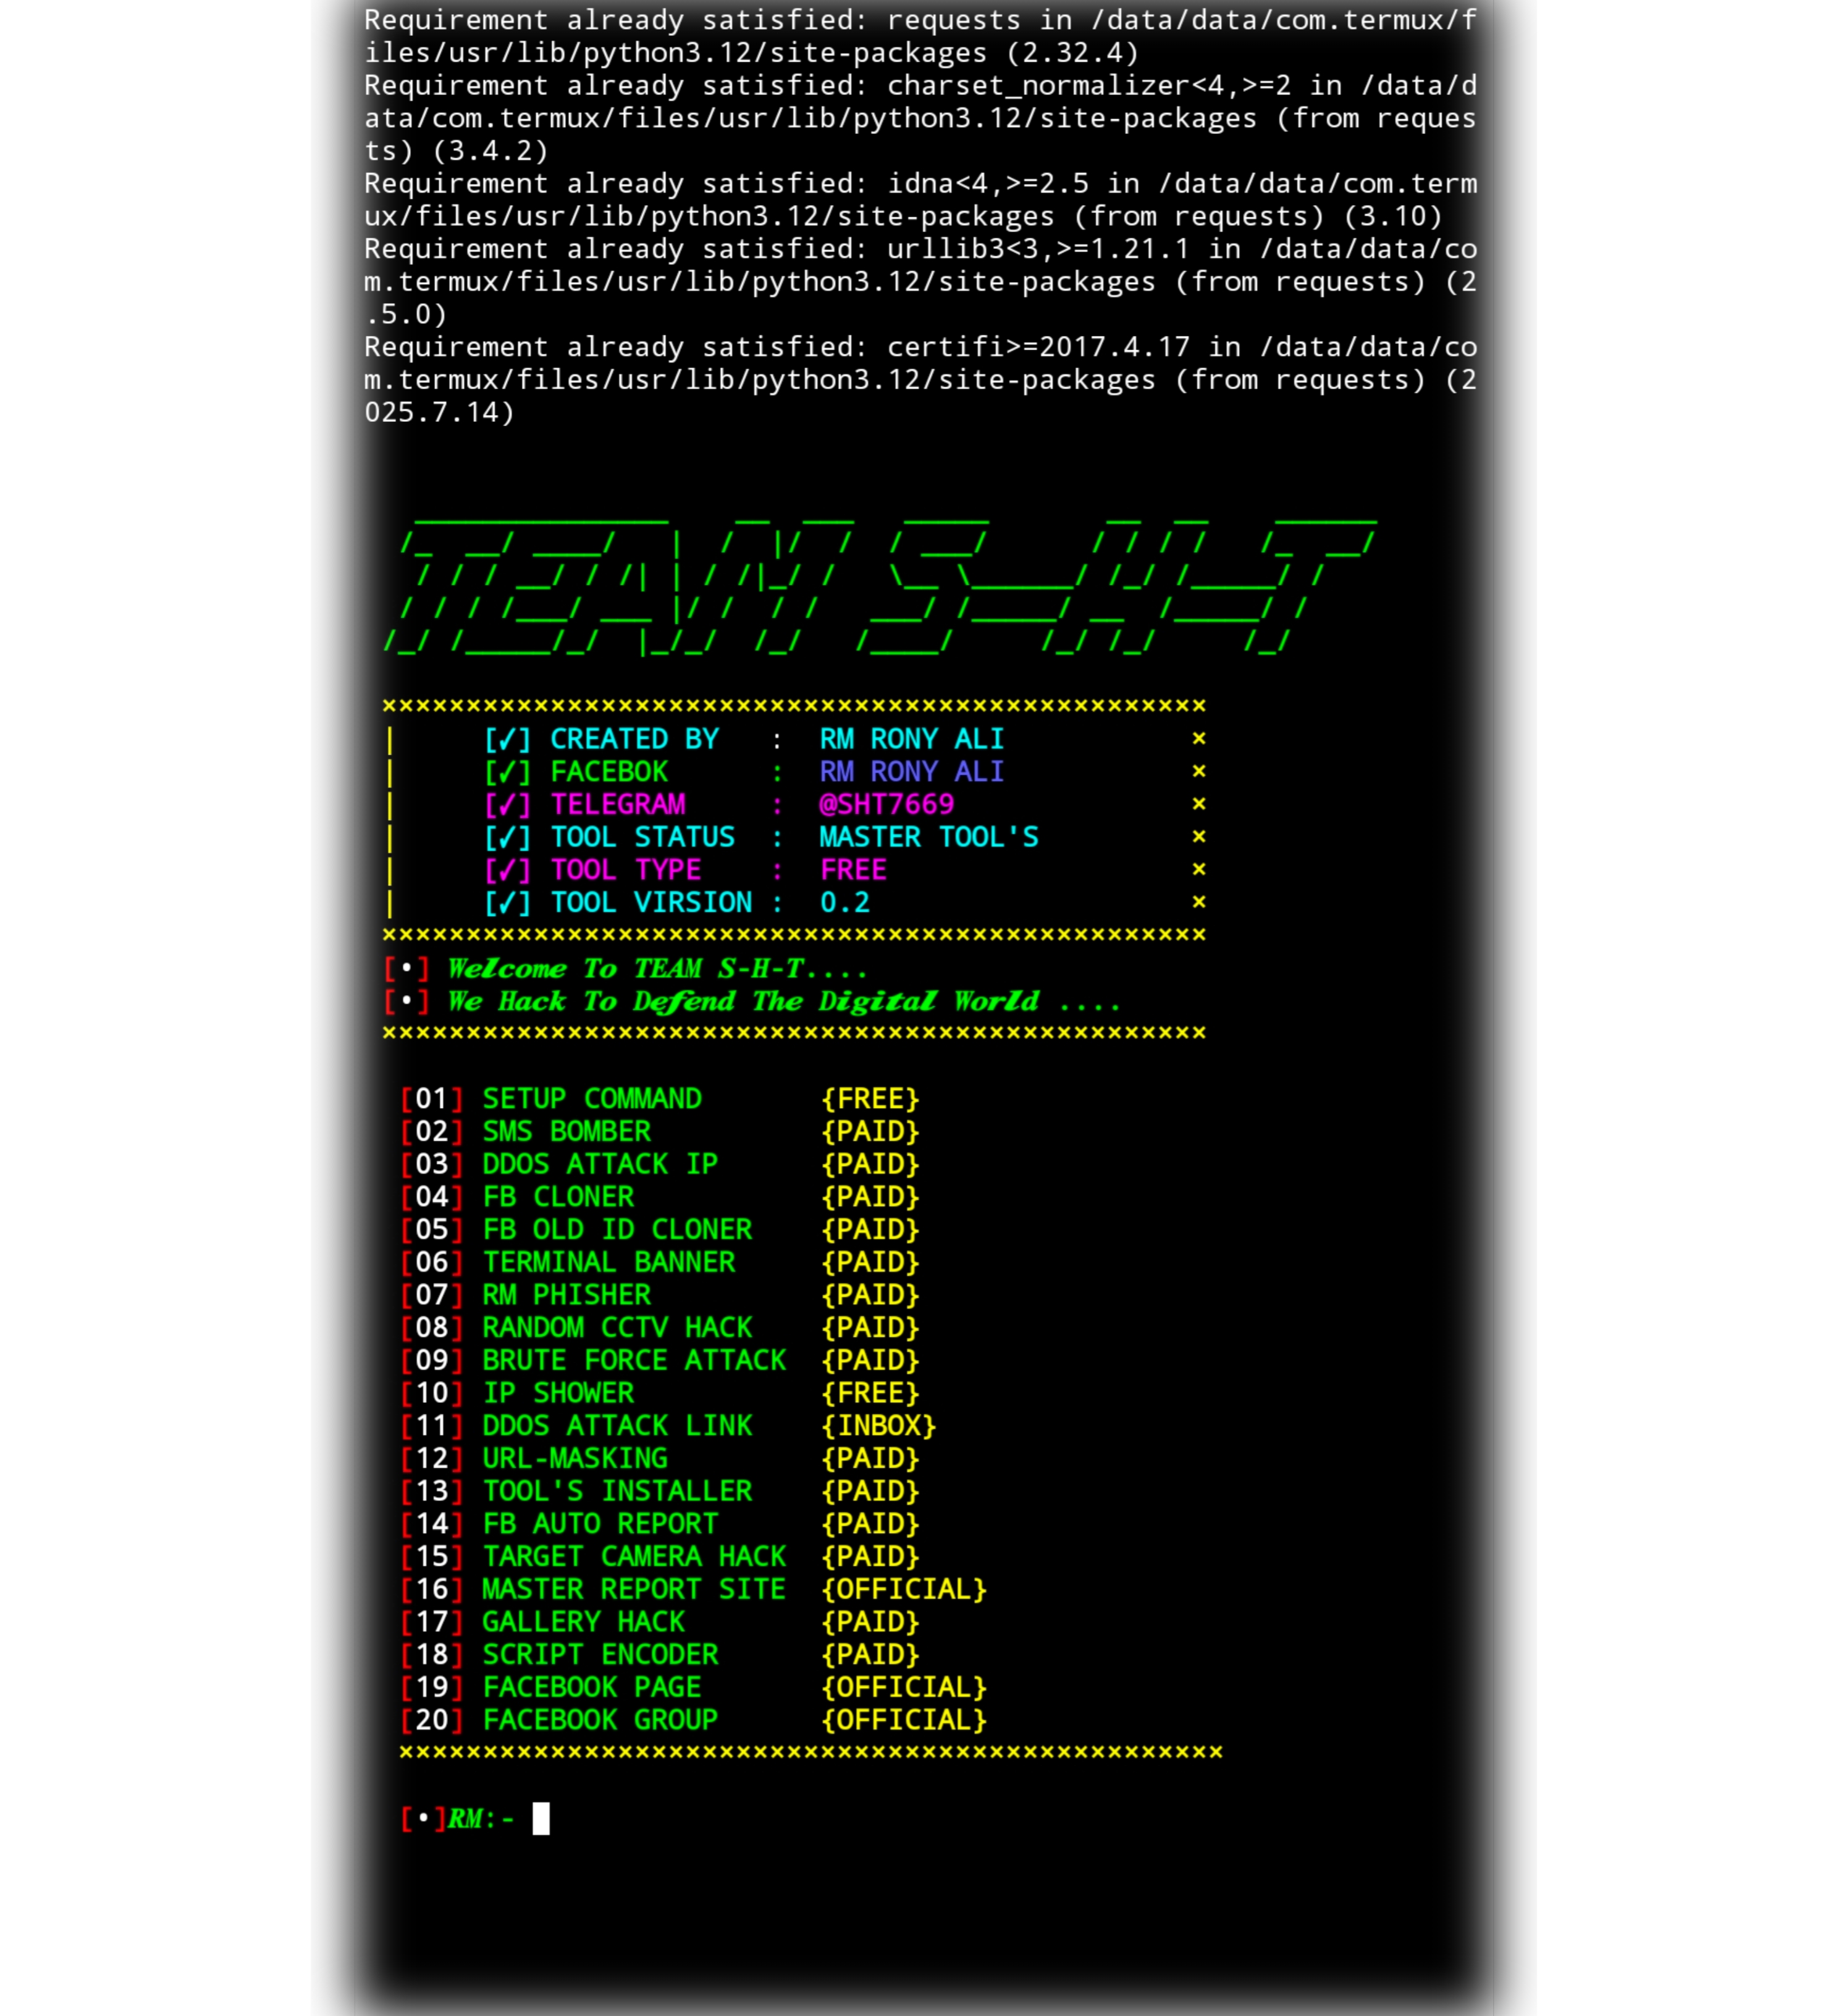 Requirement already satisfied: requests in /data/data/com.termux/f
iles/usr/lib/python3.12/site-packages (2.32.4)
Requirement already satisfied: charset_normalizer<4,>=2 in /data/d
ata/com.termux/files/usr/lib/python3.12/site-packages (from reques
ts) (3.4.2)
Requirement already satisfied: idna<4,>=2.5 in /data/data/com.term
ux/files/usr/lib/python3.12/site-packages (from requests) (3.10)
Requirement already satisfied: urllib3<3,>=1.21.1 in /data/data/co
m.termux/files/usr/lib/python3.12/site-packages (from requests) (2
.5.0)
Requirement already satisfied: certifi>=2017.4.17 in /data/data/co
m.termux/files/usr/lib/python3.12/site-packages (from requests) (2
025.7.14)
TEAM S-H-T
×××××××××××××××××××××××××××××××××××××××××××××××××
| [✓] CREATED BY : RM RONY ALI ×
| [✓] FACEBOK : RM RONY ALI ×
| [✓] TELEGRAM : @SHT7669 ×
| [✓] TOOL STATUS : MASTER TOOL'S ×
| [✓] TOOL TYPE : FREE ×
| [✓] TOOL VIRSION : 0.2 ×
×××××××××××××××××××××××××××××××××××××××××××××××××
[•] Welcome To TEAM S-H-T....
[•] We Hack To Defend The Digital World ....
×××××××××××××××××××××××××××××××××××××××××××××××××
[01] SETUP COMMAND {FREE}
[02] SMS BOMBER {PAID}
[03] DDOS ATTACK IP {PAID}
[04] FB CLONER {PAID}
[05] FB OLD ID CLONER {PAID}
[06] TERMINAL BANNER {PAID}
[07] RM PHISHER {PAID}
[08] RANDOM CCTV HACK {PAID}
[09] BRUTE FORCE ATTACK {PAID}
[10] IP SHOWER {FREE}
[11] DDOS ATTACK LINK {INBOX}
[12] URL-MASKING {PAID}
[13] TOOL'S INSTALLER {PAID}
[14] FB AUTO REPORT {PAID}
[15] TARGET CAMERA HACK {PAID}
[16] MASTER REPORT SITE {OFFICIAL}
[17] GALLERY HACK {PAID}
[18] SCRIPT ENCODER {PAID}
[19] FACEBOOK PAGE {OFFICIAL}
[20] FACEBOOK GROUP {OFFICIAL}
×××××××××××××××××××××××××××××××××××××××××××××××××
[•]RM:-